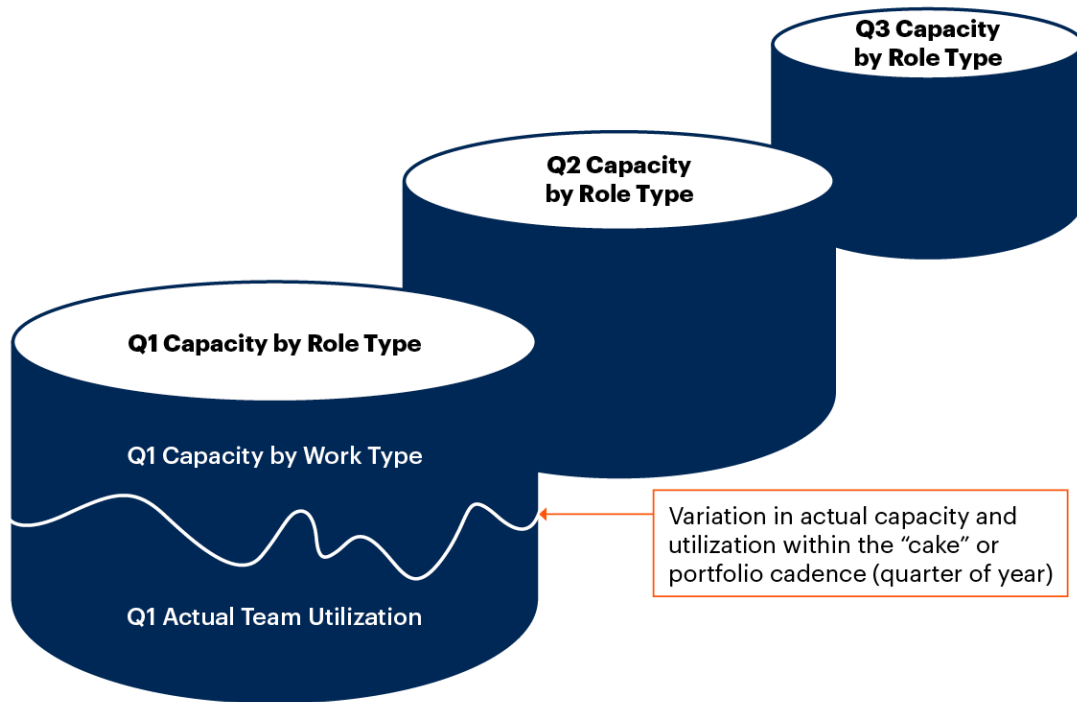 Q3 Capacity
by Role Type
Q2 Capacity
by Role Type
Q1 Capacity by Role Type
Q1 Capacity by Work Type
Variation in actual capacity and
utilization within the “cake” or
portfolio cadence (quarter of year)
Q1 Actual Team Utilization